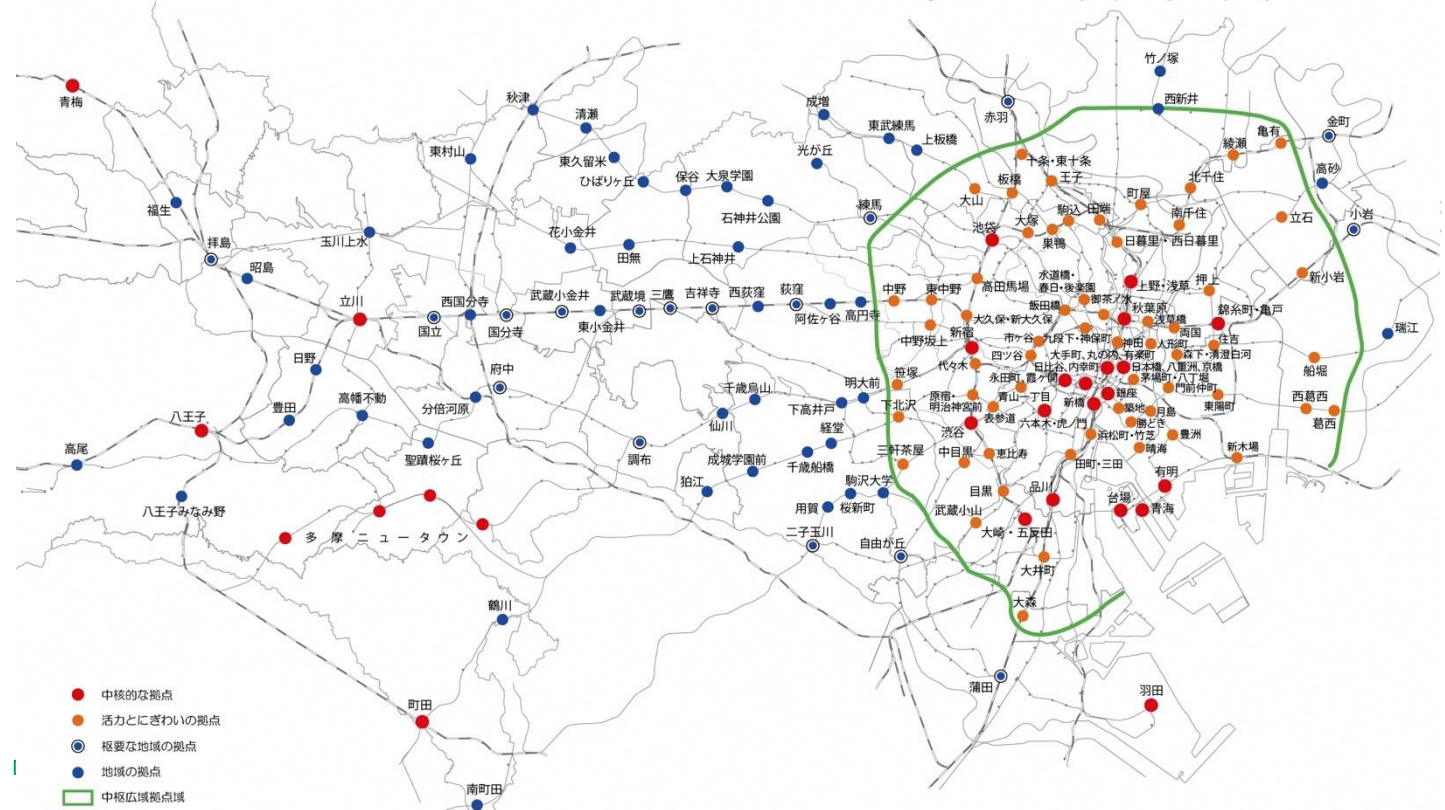 竹ノ塚
青梅
秋津
成増
赤羽
西新井
清瀬
東武練馬
上板橋
金町
亀有
綾瀬
東村山
東久留米
光が丘
十条・東十条
高砂
ひばりヶ丘
保谷
大泉学園
板橋
王子
北千住
福生
石神井公園
練馬
大山
町屋
立石
小岩
駒込
田端
南千住
大塚
花小金井
池袋
巣鴨
日暮里・西日暮里
拝島
玉川上水
田無
上石神井
昭島
水道橋・
春日・後楽園
高田馬場
上野・浅草
押上
新小岩
立川
西国分寺
武蔵小金井
武蔵境
三鷹
吉祥寺
西荻窪
荻窪
中野
東中野
飯田橋
御茶ノ水
秋葉原
錦糸町・亀戸
国立
国分寺
東小金井
阿佐ヶ谷
高円寺
大久保・新大久保
浅草橋
両国
瑞江
中野坂上
新宿
市ヶ谷
九段下・神保町
神田
人形町
住吉
四ツ谷
大手町、丸の内、有楽町
森下・清澄白河
日野
府中
代々木
日比谷、内幸町
日本橋、八重洲、京橋
船堀
笹塚
永田町、霞ヶ関
茅場町・八丁堀
千歳烏山
明大前
門前仲町
豊田
高幡不動
分倍河原
下高井戸
下北沢
原宿・
明治神宮前
青山一丁目
新橋
銀座
東陽町
西葛西
葛西
八王子
仙川
経堂
表参道
渋谷
六本木・虎ノ門
築地
月島
勝どき
高尾
聖蹟桜ヶ丘
調布
千歳船橋
三軒茶屋
中目黒
恵比寿
浜松町・竹芝
豊洲
晴海
新木場
成城学園前
田町・三田
狛江
駒沢大学
目黒
品川
有明
八王子みなみ野
用賀
桜新町
武蔵小山
台場
青海
多摩ニュータウン
二子玉川
自由が丘
大崎・五反田
大井町
鶴川
大森
蒲田
羽田
町田
南町田
中核的な拠点
活力とにぎわいの拠点
枢要な地域の拠点
地域の拠点
中枢広域拠点域